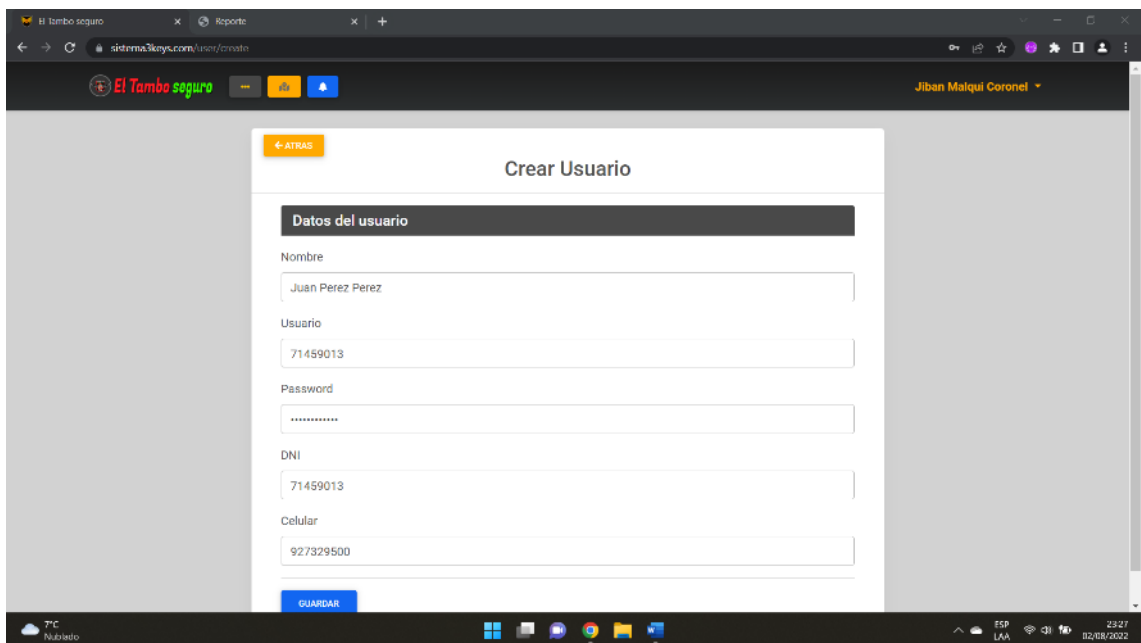 El Tambo seguro
Reporte
sistema3keys.com/user/create
El Tambo seguro
Jiban Malqui Coronel
ATRAS
Crear Usuario
Datos del usuario
Nombre
Juan Perez Perez
Usuario
71459013
Password
DNI
71459013
Celular
927329500
GUARDAR
7°C
Nublado
ESP
LAA
23:27
02/08/2022